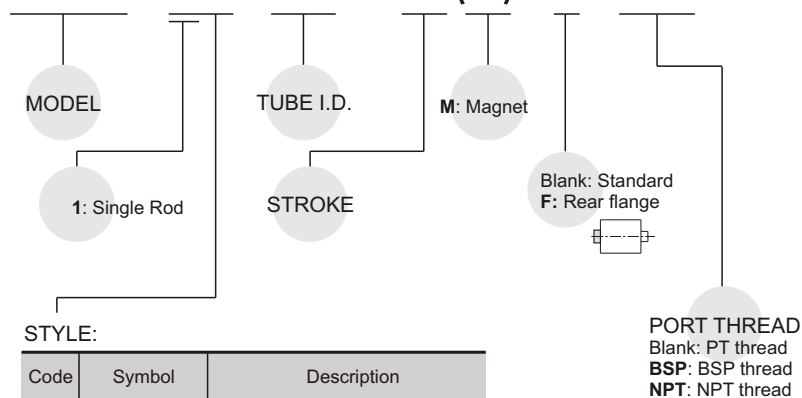 MODEL
TUBE I.D.
M: Magnet
1: Single Rod
STROKE
Blank: Standard
F: Rear flange
STYLE:
Code Symbol Description
PORT THREAD
Blank: PT thread
BSP: BSP thread
NPT: NPT thread